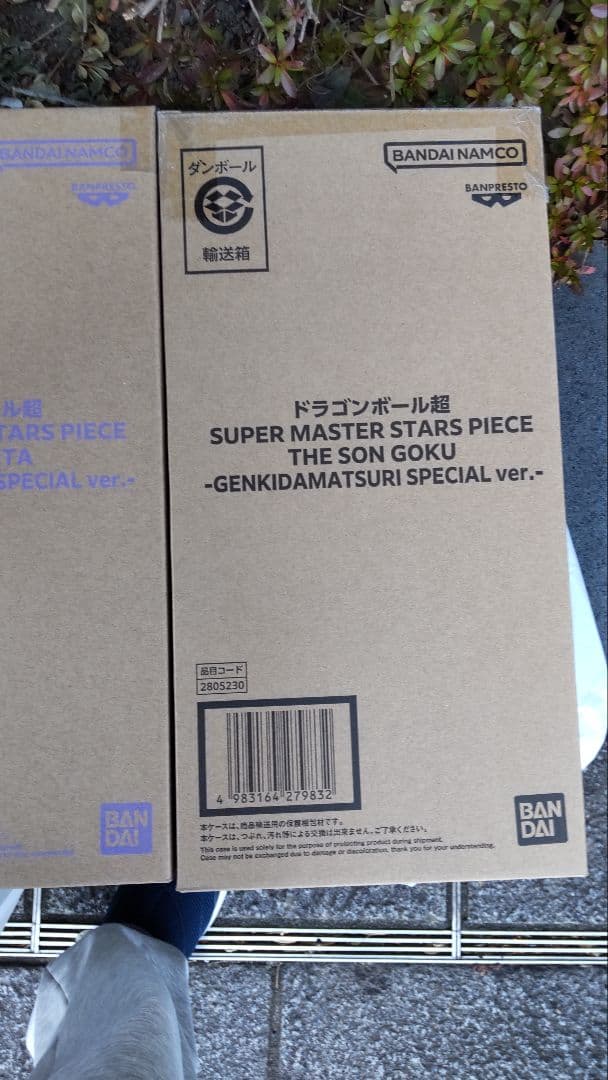 BANDAI NAMCO
BANPRESTO
ル超
TARS PIECE
TA
SPECIAL ver.-
BAN
DAI
ダンボール
輸送箱
BANDAI NAMCO
BANPRESTO
ドラゴンボール超
SUPER MASTER STARS PIECE
THE SON GOKU
-GENKIDAMATSURI SPECIAL ver.-
品目コード
2805230
4 983164 279832
本ケースは、商品輸送用の保護梱包材です。
本ケースは、つぶれ、汚れ等による交換は出来ません。ご了承ください。
This case is used solely for the purpose of protecting product during shipment.
Case may not be exchanged due to damage or discoloration, thank you for your understanding.
BAN
DAI